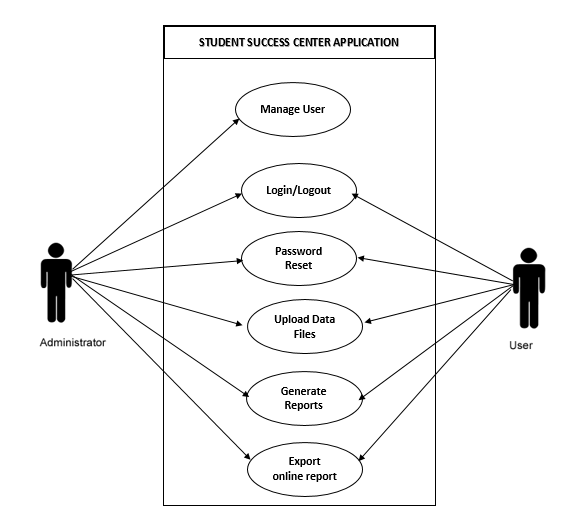 STUDENT SUCCESS CENTER APPLICATION
Manage User
Login/Logout
Password
Reset
Upload Data
Files
Generate
Reports
Export
online report
Administrator
User